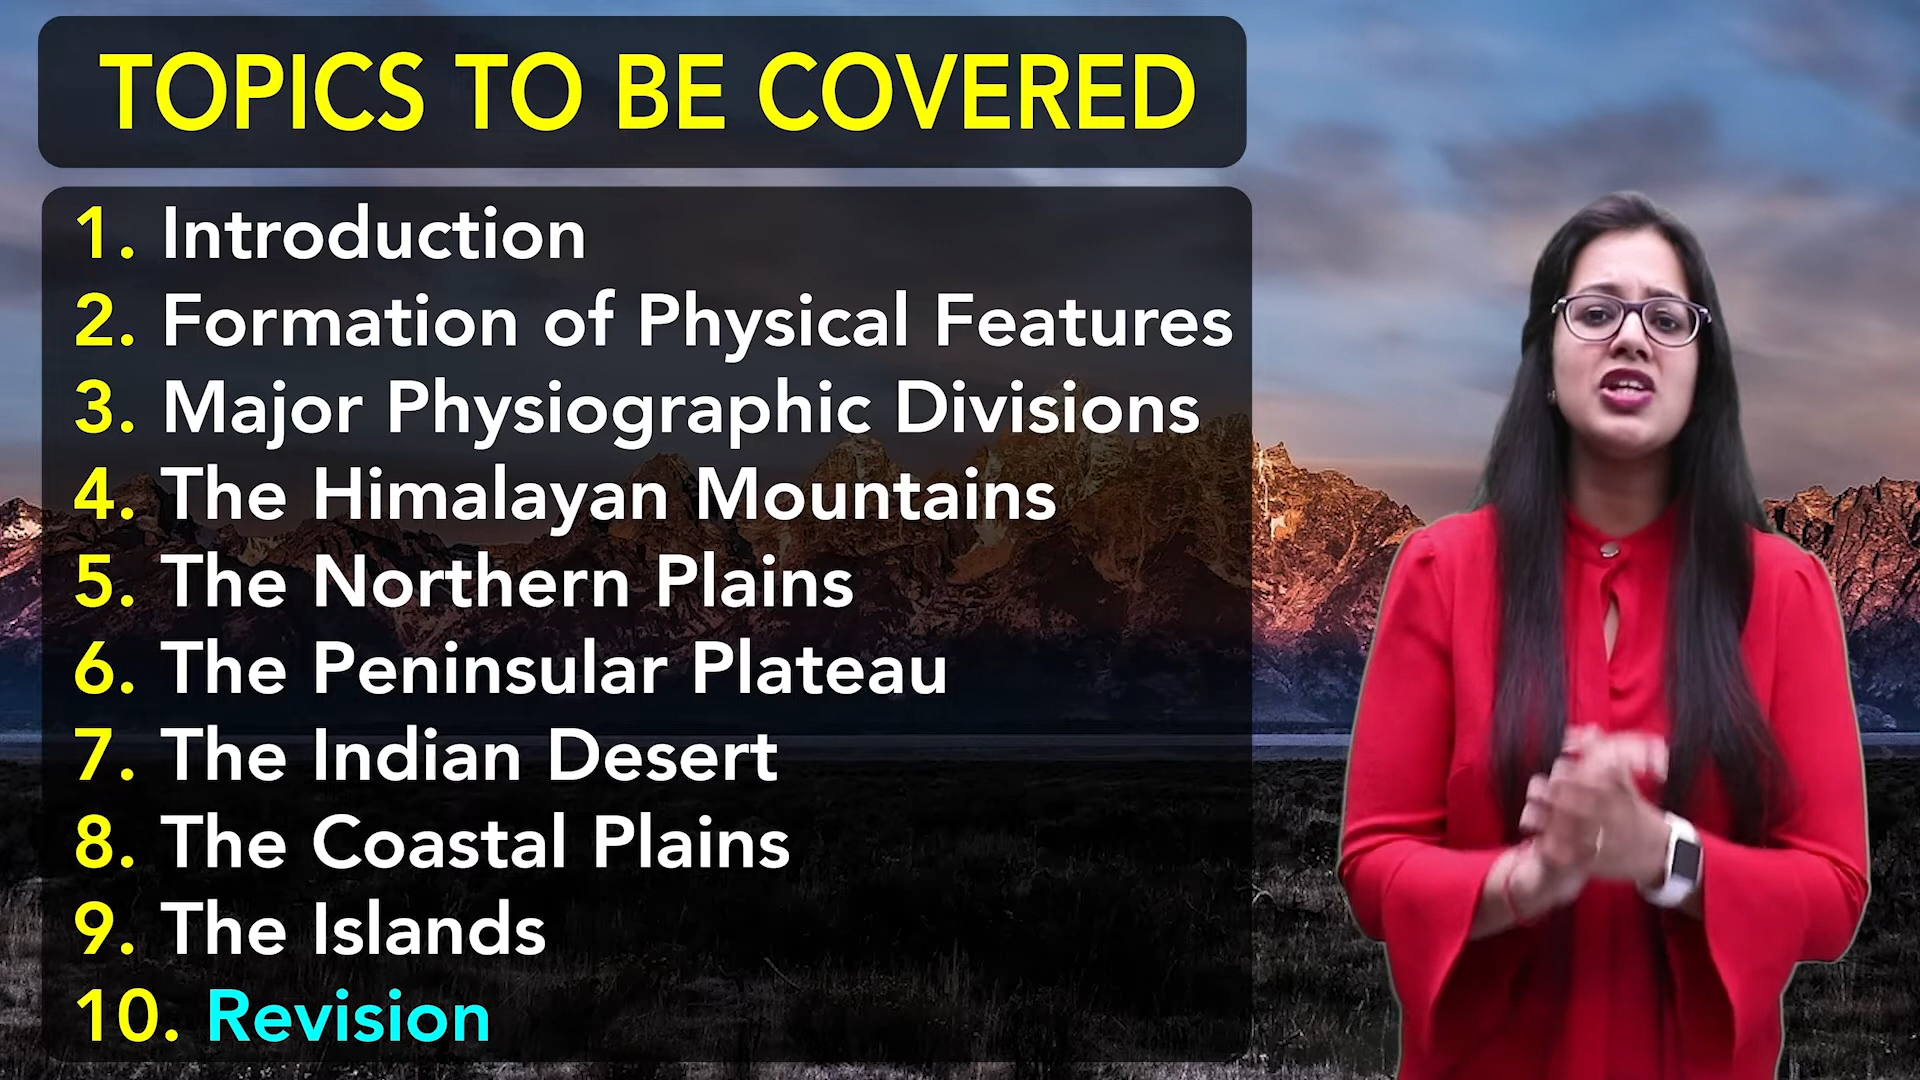 TOPICS TO BE COVERED
1. Introduction
2. Formation of Physical Features
3. Major Physiographic Divisions
4. The Himalayan Mountains
5. The Northern Plains
6. The Peninsular Plateau
7. The Indian Desert
8. The Coastal Plains
9. The Islands
10. Revision